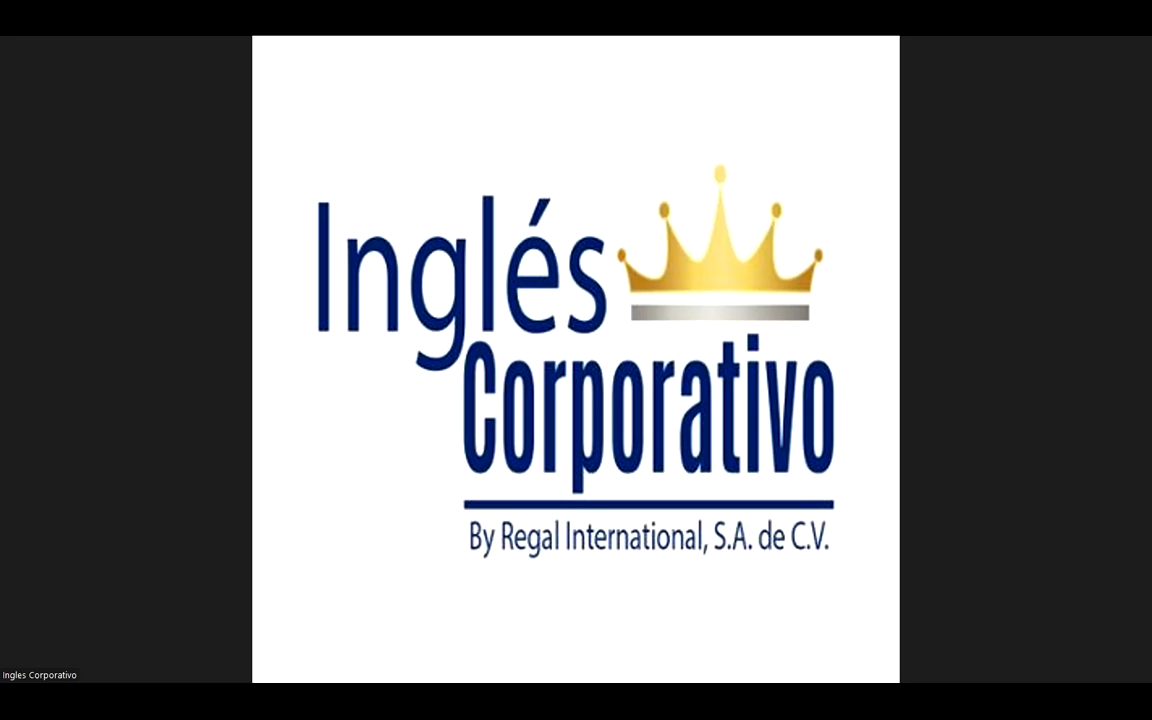 Inglés
Corporativo
By Regal International, S.A. de C.V.
Ingles Corporativo